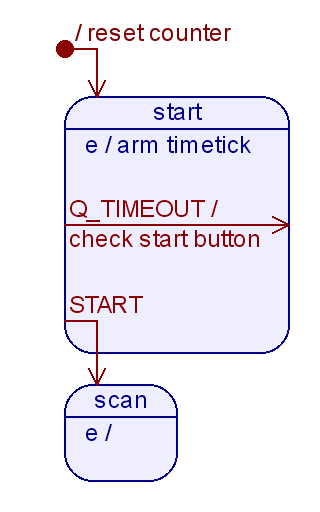 / reset counter
start
e / arm timetick
Q_TIMEOUT /
check start button
START
scan
e /